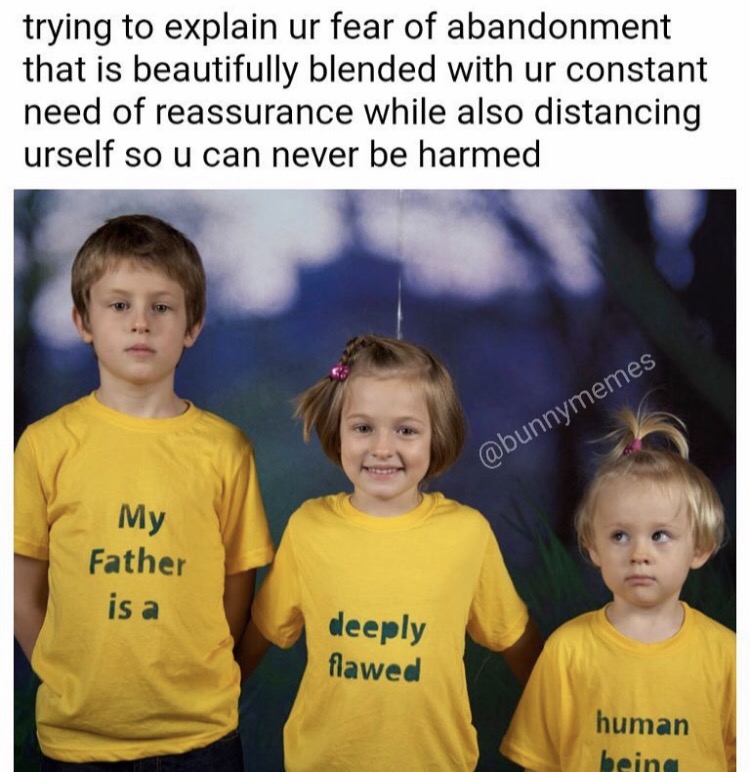 trying to explain ur fear of abandonment
that is beautifully blended with ur constant
need of reassurance while also distancing
urself so u can never be harmed
@bunnymemes
My
Father
is a
deeply
flawed
human
being